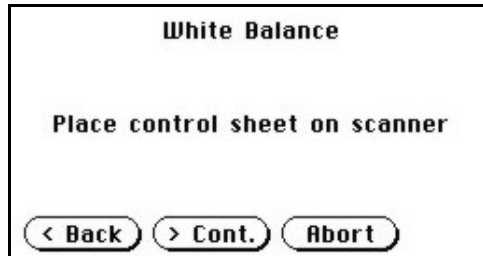 White Balance
Place control sheet on scanner
< Back > Cont. Abort